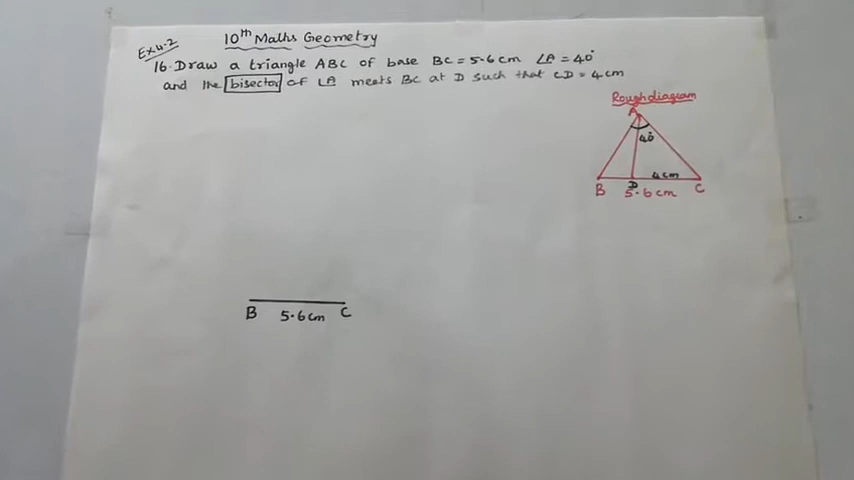 10th Maths Geometry
Ex 4.2
16. Draw a triangle ABC of base BC = 5.6 cm ∠A = 40°
and the bisector of ∠A meets BC at D such that CD = 4 cm
Rough diagram
A
40°
4 cm
B D C
5.6 cm
B 5.6 cm C